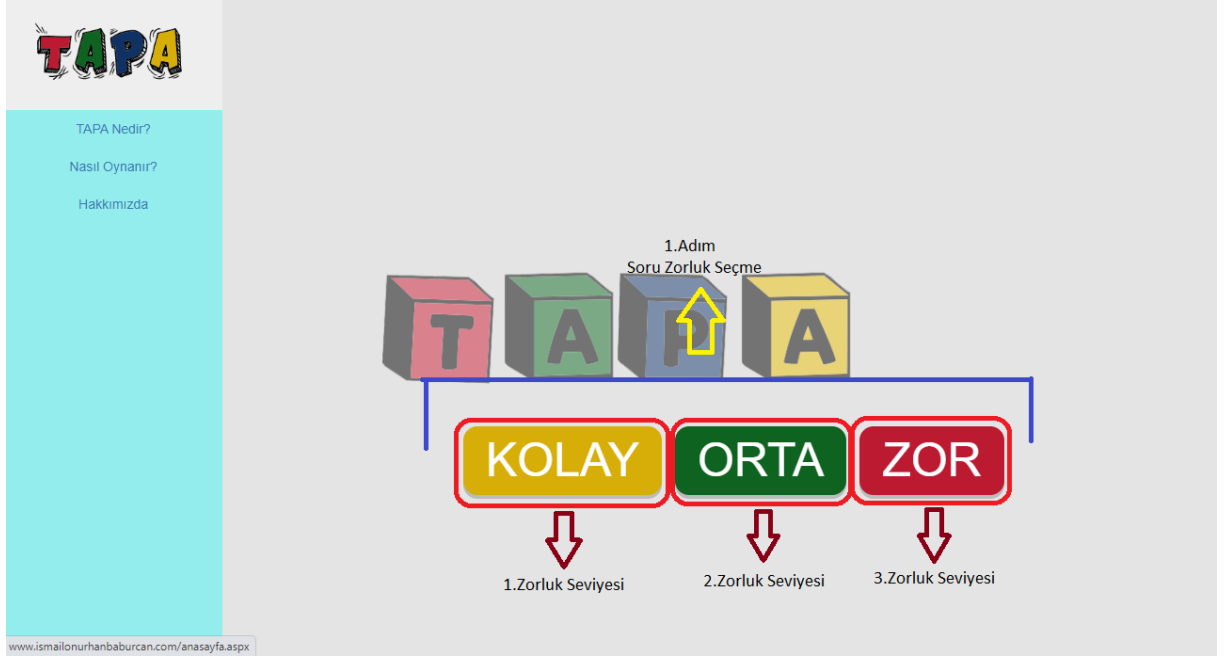 TAPA
TAPA Nedir?
Nasıl Oynanır?
Hakkımızda
1.Adım
Soru Zorluk Seçme
T A P A
KOLAY ORTA ZOR
1.Zorluk Seviyesi 2.Zorluk Seviyesi 3.Zorluk Seviyesi
www.ismailonurhanbaburcan.com/anasayfa.aspx